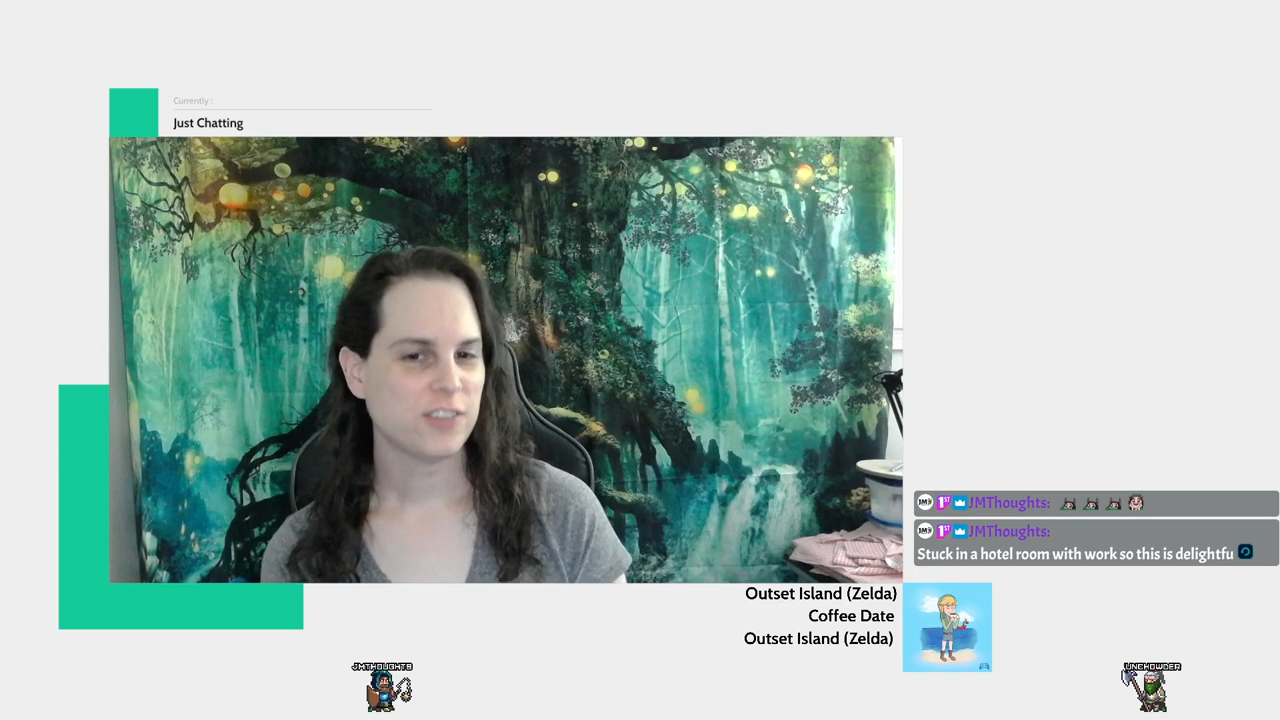 Currently :
Just Chatting
JMThoughts:
JMThoughts:
Stuck in a hotel room with work so this is delightfu
Outset Island (Zelda)
Coffee Date
Outset Island (Zelda)
JMTHOUGHTS
UNCHOWDER